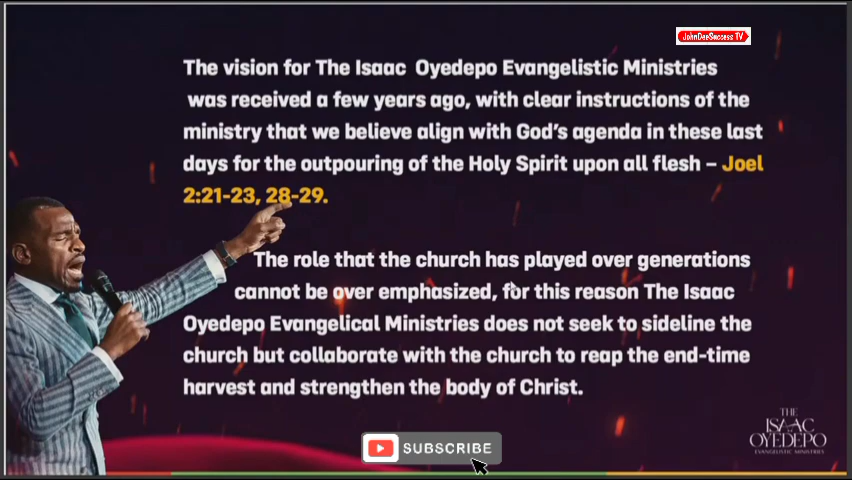 JohnDeeSuccess TV
The vision for The Isaac Oyedepo Evangelistic Ministries
was received a few years ago, with clear instructions of the
ministry that we believe align with God's agenda in these last
days for the outpouring of the Holy Spirit upon all flesh – Joel
2:21-23, 28-29.
The role that the church has played over generations
cannot be over emphasized, for this reason The Isaac
Oyedepo Evangelical Ministries does not seek to sideline the
church but collaborate with the church to reap the end-time
harvest and strengthen the body of Christ.
SUBSCRIBE
THE
ISAAC
OYEDEPO
EVANGELISTIC MINISTRIES